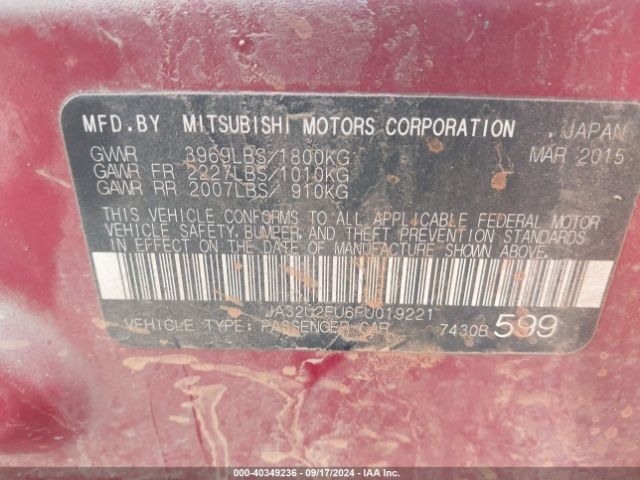 MFD.BY MITSUBISHI MOTORS CORPORATION , JAPAN
GVWR 3969LBS/1800KG MAR 2015
GAWR FR 2227LBS/1010KG
GAWR RR 2007LBS/ 910KG
THIS VEHICLE CONFORMS TO ALL APPLICABLE FEDERAL MOTOR
VEHICLE SAFETY, BUMPER, AND THEFT PREVENTION STANDARDS
IN EFFECT ON THE DATE OF MANUFACTURE SHOWN ABOVE.
JA32U2FU6FU019221
VEHICLE TYPE: PASSENGER CAR 7430B 599
000-40349236 - 09/17/2024 - IAA Inc.